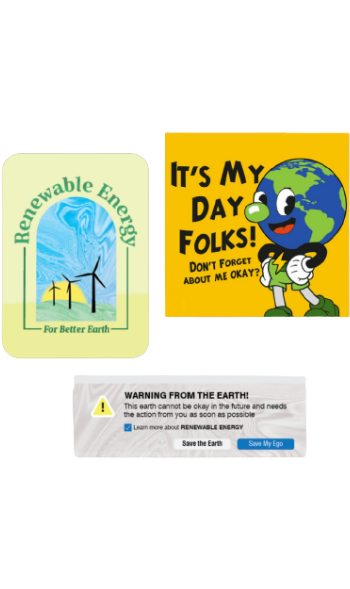 Renewable Energy
For Better Earth
IT'S MY
DAY
FOLKS!
DON'T FORGET
ABOUT ME OKAY?
WARNING FROM THE EARTH!
This earth cannot be okay in the future and needs
the action from you as soon as possible
Learn more about RENEWABLE ENERGY
Save the Earth
Save My Ego